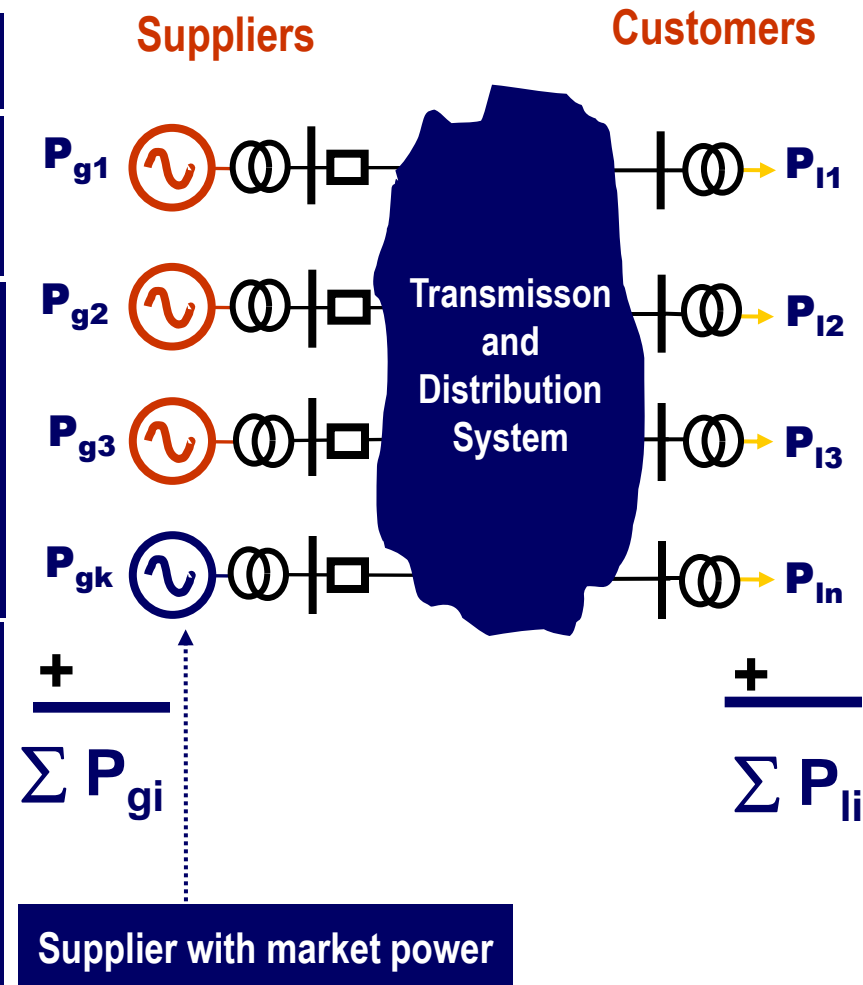 Suppliers Customers
Pg1 Pl1
Pg2 Pl2
Pg3 Pl3
Pgk Pln
Transmisson
and
Distribution
System
+ +
∑ Pgi ∑ Pli
Supplier with market power